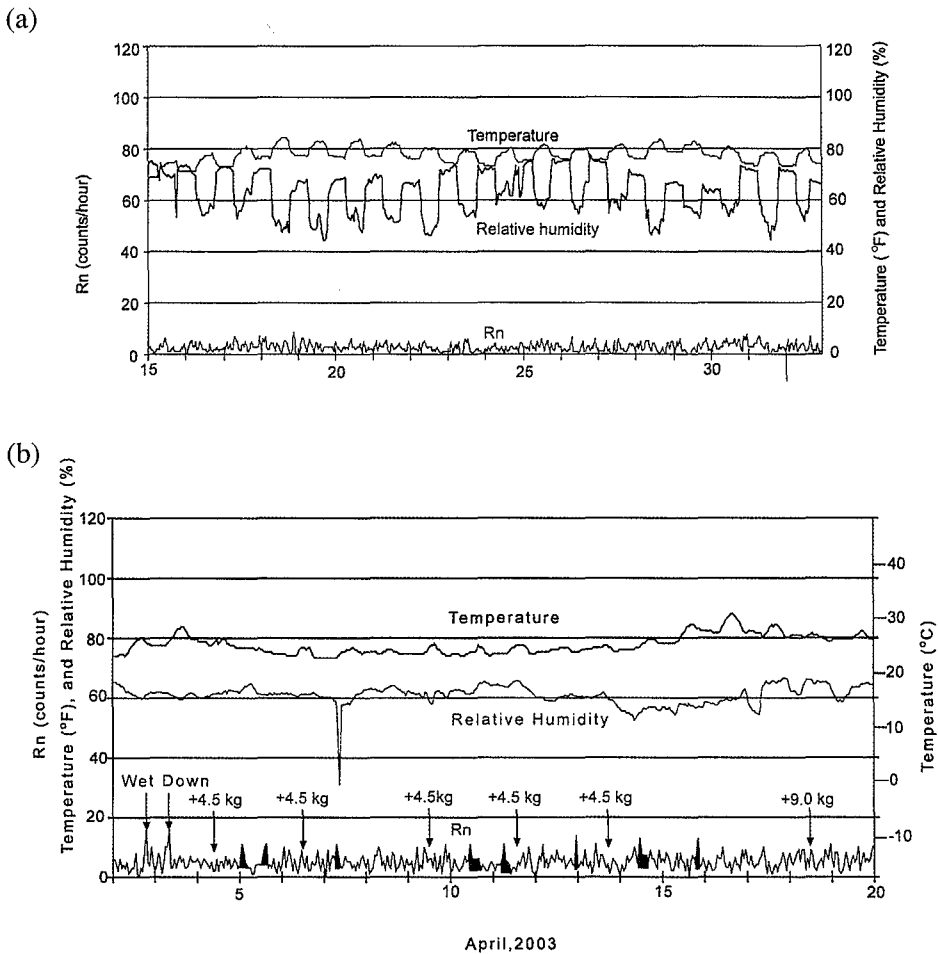 (a)
120
100
80
60
40
20
0
Rn (counts/hour)
Temperature
Relative humidity
Rn
120
100
80
60
40
20
0
Temperature (°F) and Relative Humidity (%)
15 20 25 30
(b)
Rn (counts/hour)
Temperature (°F), and Relative Humidity (%)
120
100
80
60
40
20
0
Temperature
Relative Humidity
Wet Down
+4.5 kg +4.5 kg +4.5kg +4.5 kg +4.5 kg +9.0 kg
Rn
40
30
20
10
0
-10
Temperature (°C)
5 10 15 20
April,2003